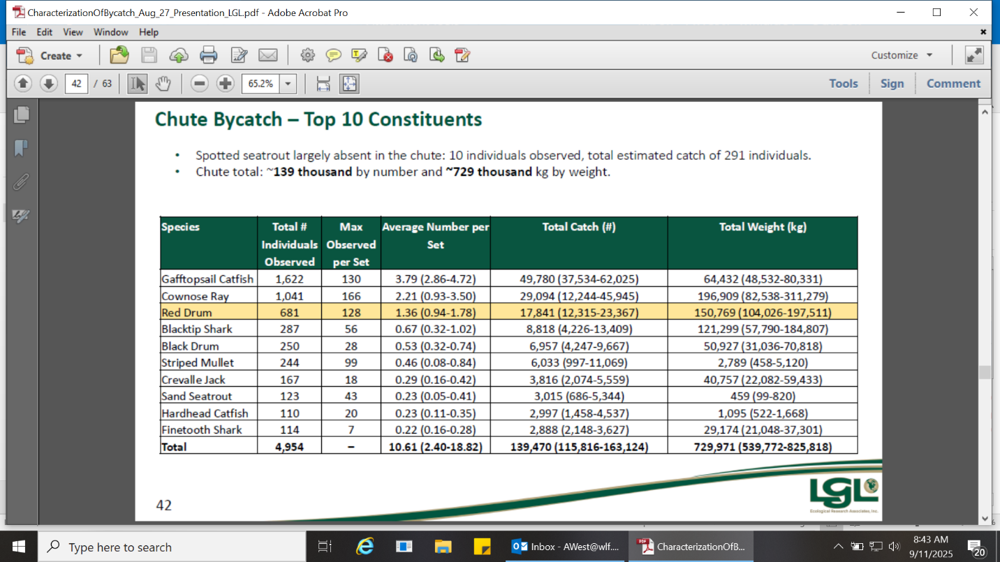 CharacterizationOfBycatch_Aug_27_Presentation_LGL.pdf - Adobe Acrobat Pro
File Edit View Window Help
Create Customize
42 / 63 65.2% Tools Sign Comment
Chute Bycatch – Top 10 Constituents
• Spotted seatrout largely absent in the chute: 10 individuals observed, total estimated catch of 291 individuals.
• Chute total: ~139 thousand by number and ~729 thousand kg by weight.
Species Total # Individuals Observed Max Observed per Set Average Number per Set Total Catch (#) Total Weight (kg)
Gafftopsail Catfish 1,622 130 3.79 (2.86-4.72) 49,780 (37,534-62,025) 64,432 (48,532-80,331)
Cownose Ray 1,041 166 2.21 (0.93-3.50) 29,094 (12,244-45,945) 196,909 (82,538-311,279)
Red Drum 681 128 1.36 (0.94-1.78) 17,841 (12,315-23,367) 150,769 (104,026-197,511)
Blacktip Shark 287 56 0.67 (0.32-1.02) 8,818 (4,226-13,409) 121,299 (57,790-184,807)
Black Drum 250 28 0.53 (0.32-0.74) 6,957 (4,247-9,667) 50,927 (31,036-70,818)
Striped Mullet 244 99 0.46 (0.08-0.84) 6,033 (997-11,069) 2,789 (458-5,120)
Crevalle Jack 167 18 0.29 (0.16-0.42) 3,816 (2,074-5,559) 40,757 (22,082-59,433)
Sand Seatrout 123 43 0.23 (0.05-0.41) 3,015 (686-5,344) 459 (99-820)
Hardhead Catfish 110 20 0.23 (0.11-0.35) 2,997 (1,458-4,537) 1,095 (522-1,668)
Finetooth Shark 114 7 0.22 (0.16-0.28) 2,888 (2,148-3,627) 29,174 (21,048-37,301)
Total 4,954 – 10.61 (2.40-18.82) 139,470 (115,816-163,124) 729,971 (539,772-825,818)
LGL
Ecological Research Associates, Inc.
42
Type here to search
Inbox - AWest@wlf....
CharacterizationOfB...
8:43 AM
9/11/2025
20